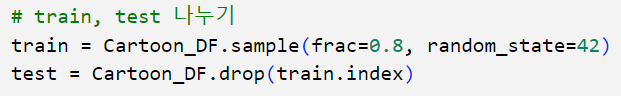 # train, test 나누기
train = Cartoon_DF.sample(frac=0.8, random_state=42)
test = Cartoon_DF.drop(train.index)